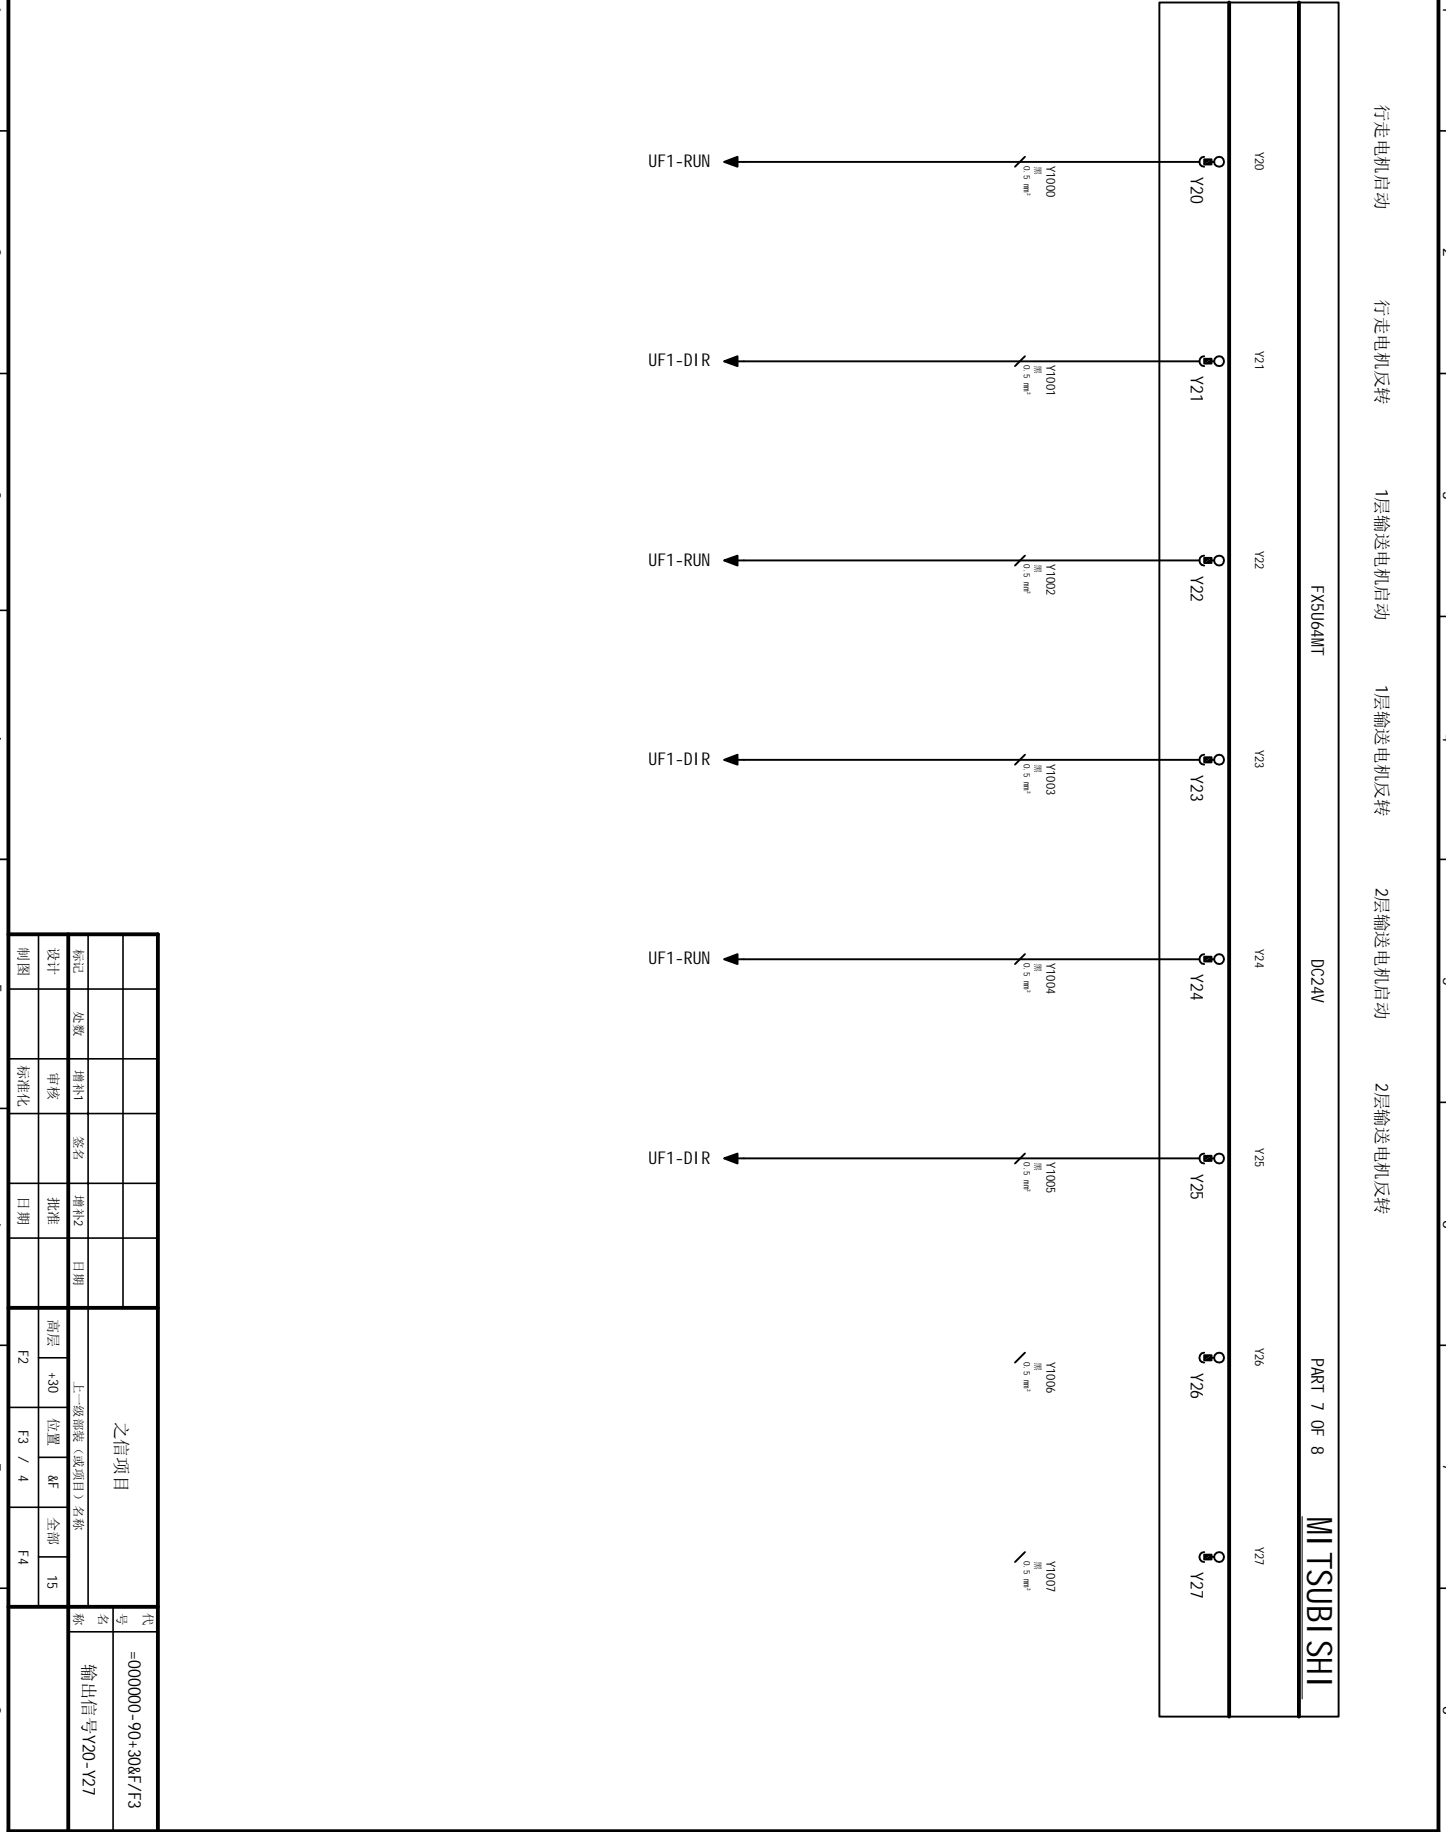 行走电机启动
行走电机反转
1层输送电机启动
1层输送电机反转
2层输送电机启动
2层输送电机反转
FX5U64MT
DC24V
PART 7 OF 8
MITSUBISHI
Y20
Y21
Y22
Y23
Y24
Y25
Y26
Y27
Y20
Y21
Y22
Y23
Y24
Y25
Y26
Y27
Y1000
黑
0.5 mm²
Y1001
黑
0.5 mm²
Y1002
黑
0.5 mm²
Y1003
黑
0.5 mm²
Y1004
黑
0.5 mm²
Y1005
黑
0.5 mm²
Y1006
黑
0.5 mm²
Y1007
黑
0.5 mm²
UF1-RUN
UF1-DIR
UF1-RUN
UF1-DIR
UF1-RUN
UF1-DIR
标记 处数 增补1 签名 增补2 日期
设计 审核 批准
制图 标准化 日期
之信项目
上一级部装（或项目）名称
高层 +30 位置 &F 全部 15
F2 F3 / 4 F4
代号 =000000-90+30&F/F3
名称 输出信号Y20-Y27